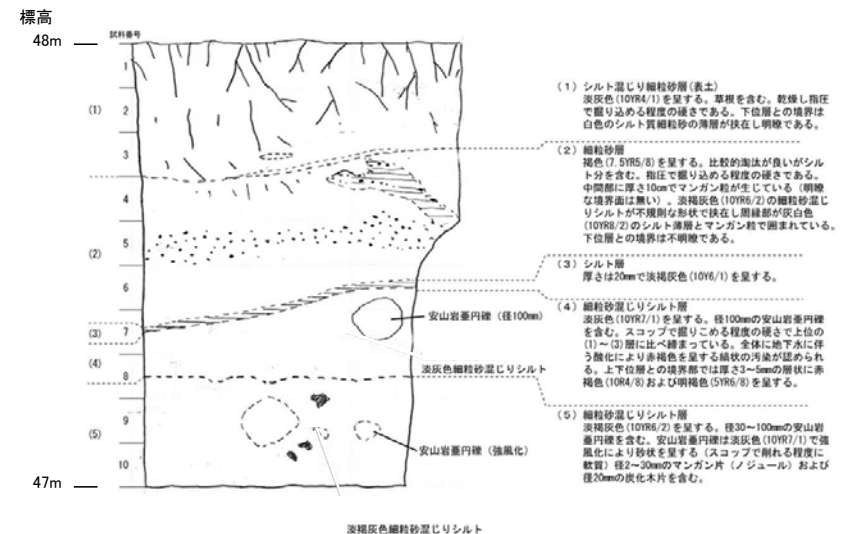 標高
48m
試料番号
1
(1)
2
3
4
5
(2)
6
(3)
7
(4)
8
9
(5)
10
47m
安山岩亜円礫（径100mm）
淡灰色細粒砂混じりシルト
安山岩亜円礫（強風化）
淡褐灰色細粒砂混じりシルト
(1) シルト混じり細粒砂層(表土)
淡灰色(10YR4/1)を呈する。草根を含む。乾燥し指圧
で掘り込める程度の硬さである。下位層との境界は
白色のシルト質細粒砂の薄層が挟在し明瞭である。
(2) 細粒砂層
褐色(7.5YR5/8)を呈する。比較的淘汰が良いがシル
ト分を含む。指圧で掘り込める程度の硬さである。
中間部に厚さ10cmでマンガン粒が生じている（明瞭
な境界面は無い）。淡褐灰色(10YR6/2)の細粒砂混じ
りシルトが不規則な形状で挟在し周縁部が灰白色
(10YR8/2)のシルト薄層とマンガン粒で囲まれている。
下位層との境界は不明瞭である。
(3) シルト層
厚さは20mmで淡褐灰色(10Y6/1)を呈する。
(4) 細粒砂混じりシルト層
淡灰色(10YR7/1)を呈する。径100mmの安山岩亜円礫
を含む。スコップで掘りこめる程度の硬さで上位の
(1)～(3)層に比べ締まっている。全体に地下水に伴
う酸化により赤褐色を呈する縞状の汚染が認められ
る。上下位層との境界部では厚さ3～5mmの層状に赤
褐色(10R4/8)および明褐色(5YR6/8)を呈する。
(5) 細粒砂混じりシルト層
淡褐灰色(10YR6/2)を呈する。径30～100mmの安山岩
亜円礫を含む。安山岩亜円礫は淡灰色(10YR7/1)で強
風化により砂状を呈する（スコップで削れる程度に
軟質）径2～30mmのマンガン片（ノジュール）および
径20mmの炭化木片を含む。